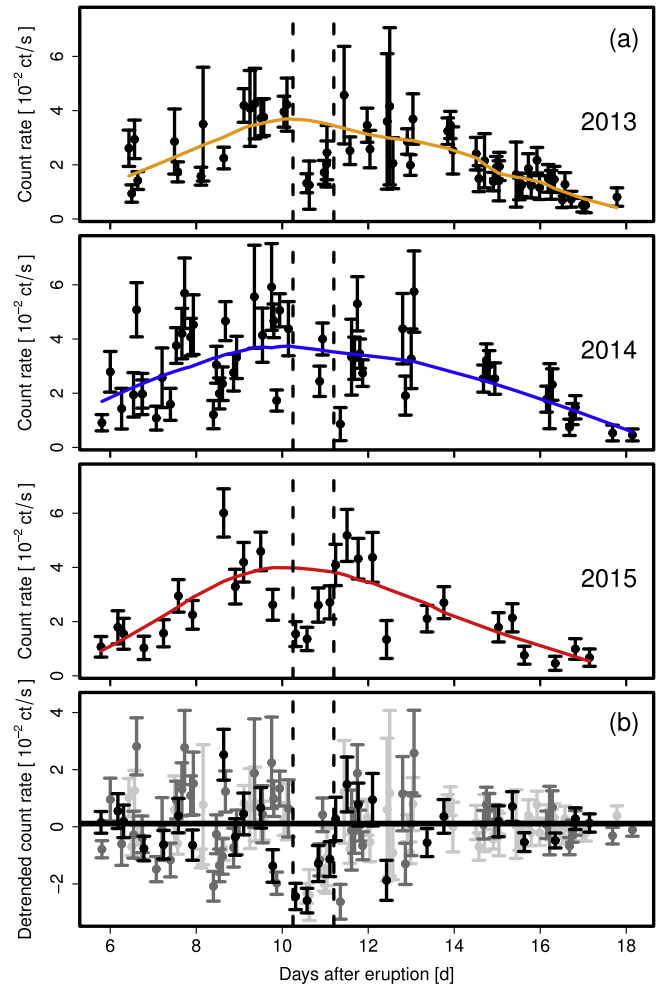 (a)
Count rate [ 10⁻² ct/s ]
6
4
2
0
2013
Count rate [ 10⁻² ct/s ]
6
4
2
0
2014
Count rate [ 10⁻² ct/s ]
6
4
2
0
2015
(b)
Detrended count rate [ 10⁻² ct/s ]
4
2
0
−2
6 8 10 12 14 16 18
Days after eruption [d]